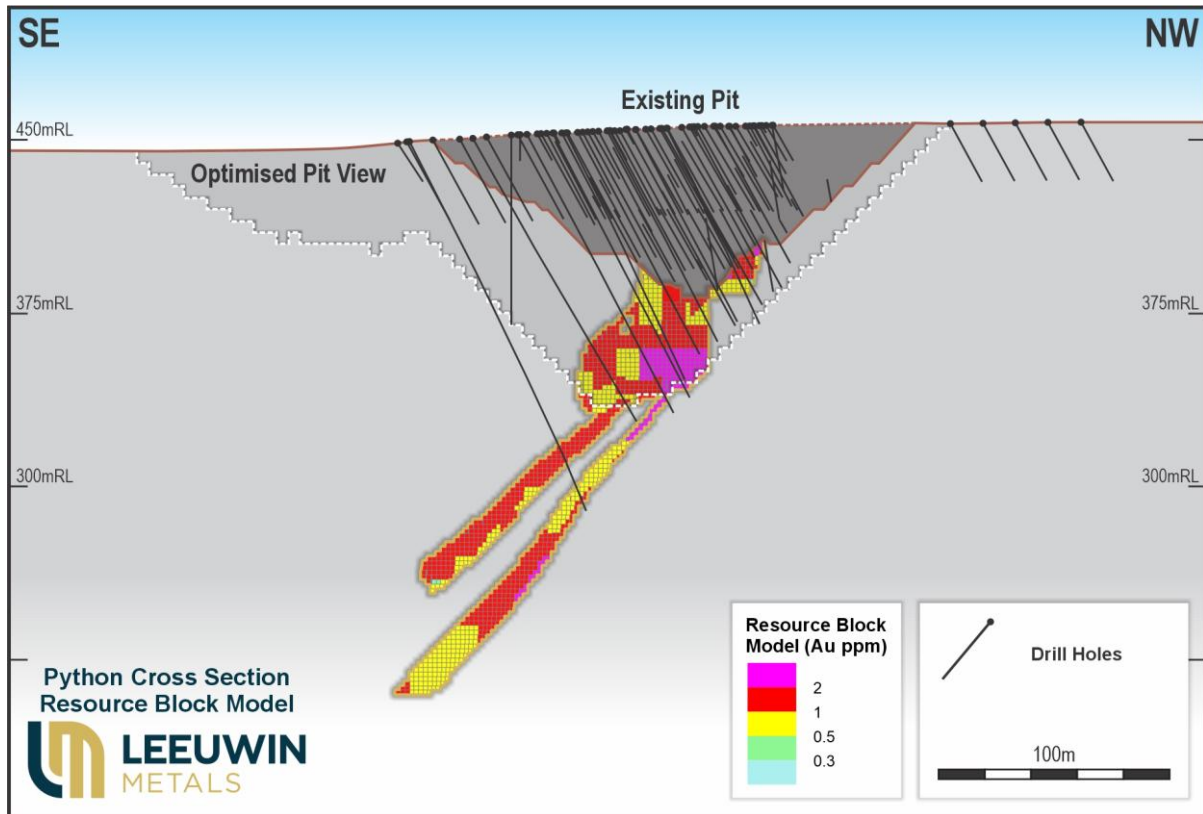 SE
NW
Existing Pit
450mRL
Optimised Pit View
375mRL
375mRL
300mRL
300mRL
Resource Block
Model (Au ppm)
2
1
0.5
0.3
Drill Holes
100m
Python Cross Section
Resource Block Model
LEEUWIN
METALS